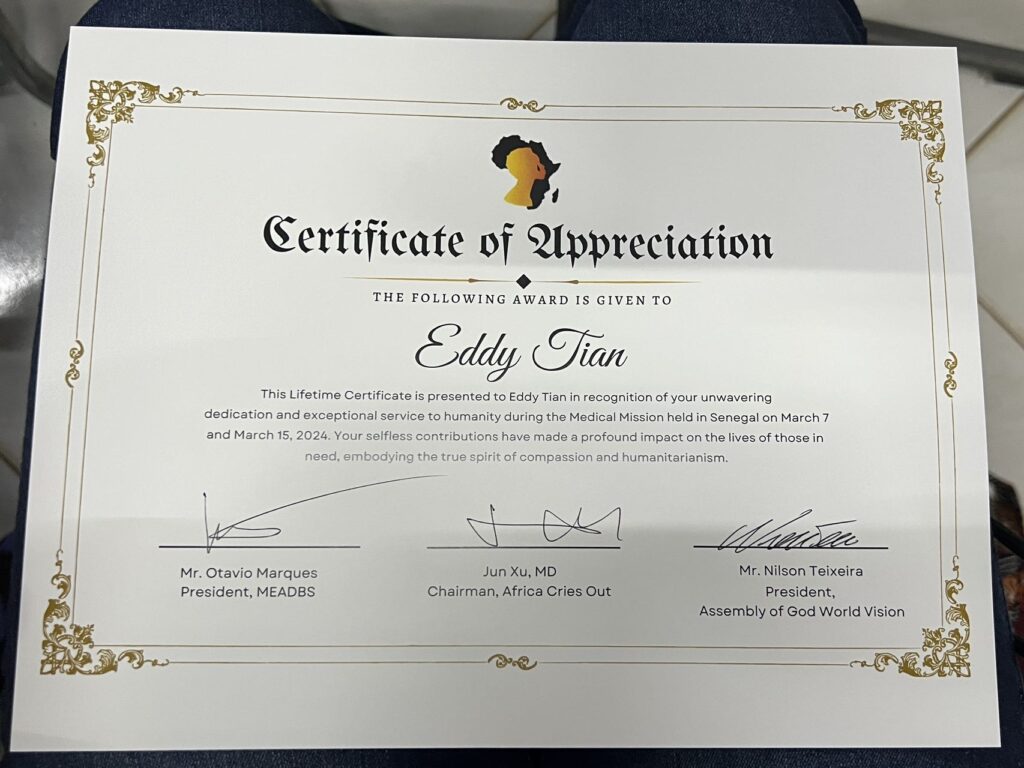 Certificate of Appreciation
THE FOLLOWING AWARD IS GIVEN TO
Eddy Tian
This Lifetime Certificate is presented to Eddy Tian in recognition of your unwavering
dedication and exceptional service to humanity during the Medical Mission held in Senegal on March 7
and March 15, 2024. Your selfless contributions have made a profound impact on the lives of those in
need, embodying the true spirit of compassion and humanitarianism.
Mr. Otavio Marques
President, MEADBS
Jun Xu, MD
Chairman, Africa Cries Out
Mr. Nilson Teixeira
President,
Assembly of God World Vision